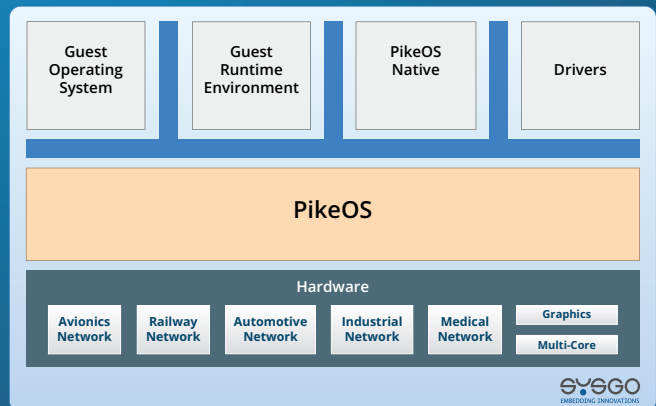 Guest
Operating
System
Guest
Runtime
Environment
PikeOS
Native
Drivers
PikeOS
Hardware
Avionics
Network
Railway
Network
Automotive
Network
Industrial
Network
Medical
Network
Graphics
Multi-Core
SYSGO
EMBEDDING INNOVATIONS